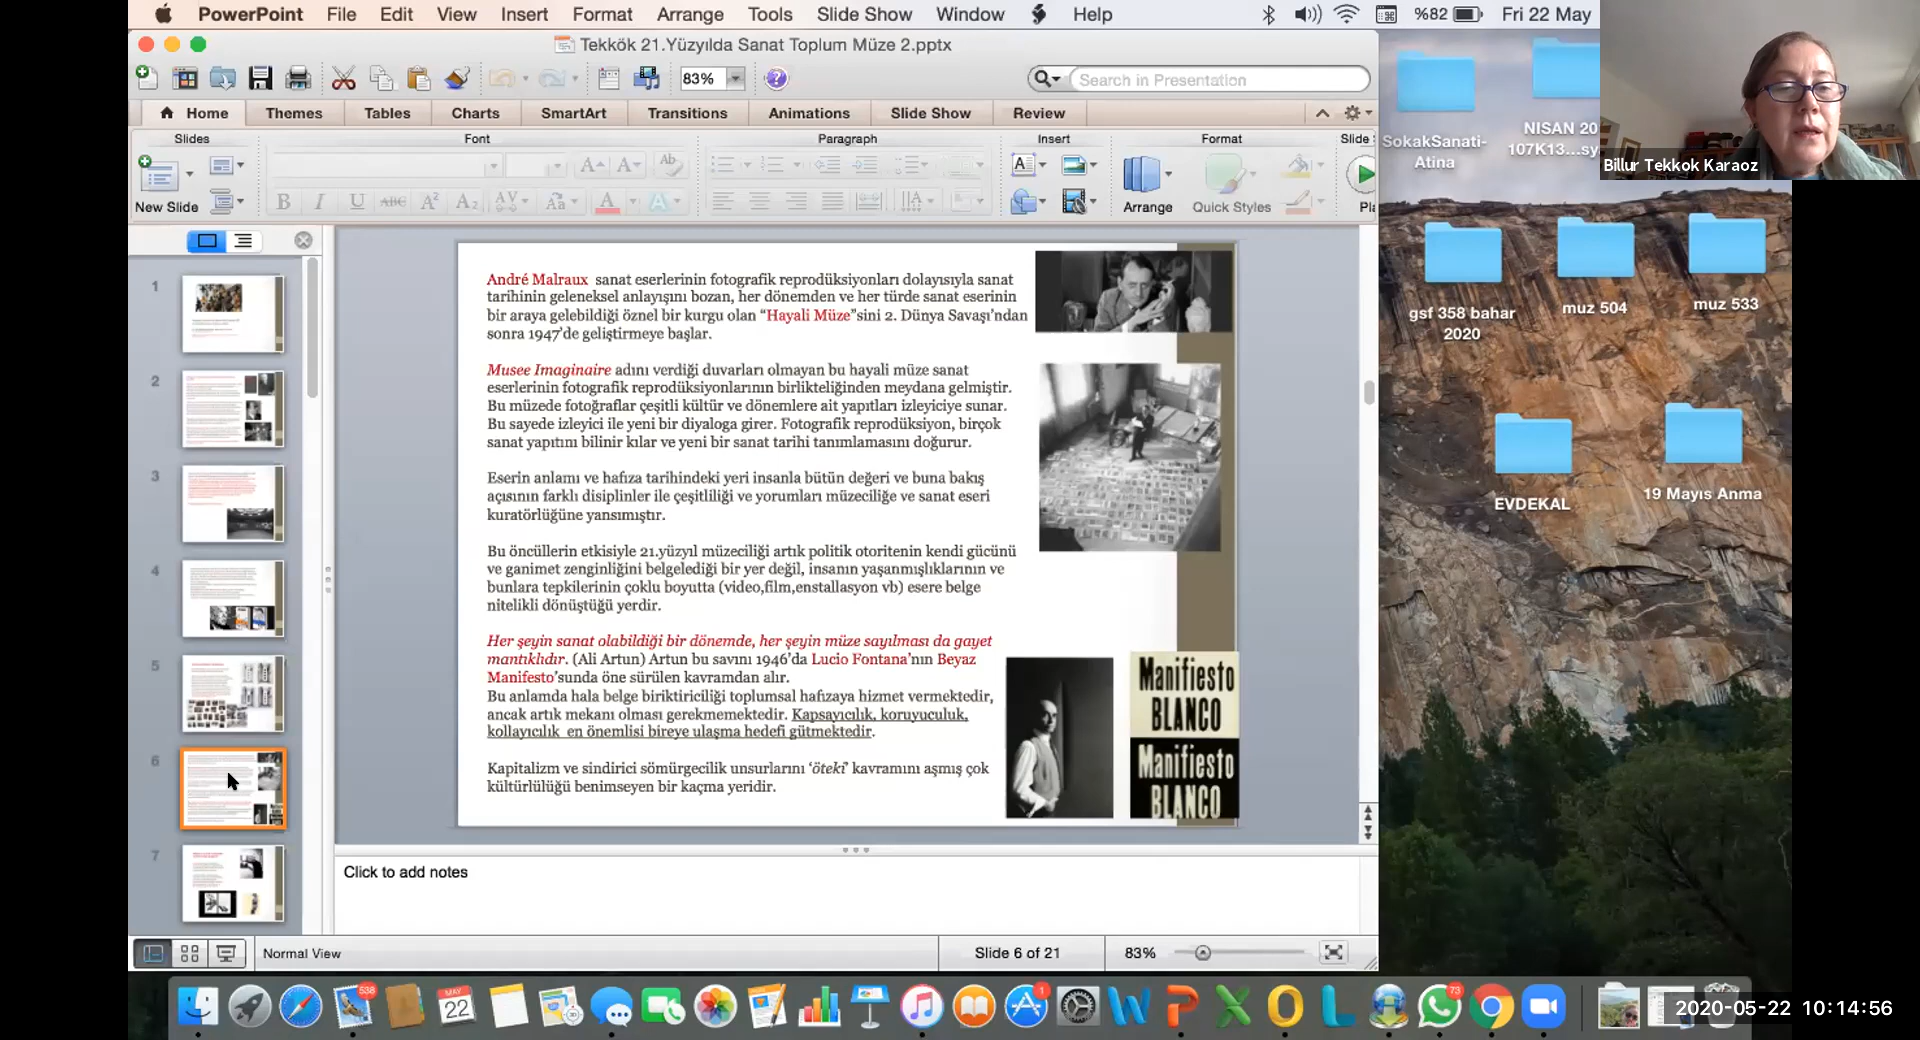 PowerPoint File Edit View Insert Format Arrange Tools Slide Show Window Help
%82 Fri 22 May
Tekkök 21.Yüzyılda Sanat Toplum Müze 2.pptx
83%
Search in Presentation
Home Themes Tables Charts SmartArt Transitions Animations Slide Show Review
Slides Font Paragraph Insert Format Slide
New Slide
Arrange Quick Styles
1
2
3
4
5
6
7
André Malraux sanat eserlerinin fotografik reprodüksiyonları dolayısıyla sanat
tarihinin geleneksel anlayışını bozan, her dönemden ve her türde sanat eserinin
bir araya gelebildiği öznel bir kurgu olan “Hayali Müze”sini 2. Dünya Savaşı’ndan
sonra 1947’de geliştirmeye başlar.
Musee Imaginaire adını verdiği duvarları olmayan bu hayali müze sanat
eserlerinin fotografik reprodüksiyonlarının birlikteliğinden meydana gelmiştir.
Bu müzede fotoğraflar çeşitli kültür ve dönemlere ait yapıtları izleyiciye sunar.
Bu sayede izleyici ile yeni bir diyaloga girer. Fotografik reprodüksiyon, birçok
sanat yapıtını bilinir kılar ve yeni bir sanat tarihi tanımlamasını doğurur.
Eserin anlamı ve hafıza tarihindeki yeri insanla bütün değeri ve buna bakış
açısının farklı disiplinler ile çeşitliliği ve yorumları müzeciliğe ve sanat eseri
kuratörlüğüne yansımıştır.
Bu öncüllerin etkisiyle 21.yüzyıl müzeciliği artık politik otoritenin kendi gücünü
ve ganimet zenginliğini belgelediği bir yer değil, insanın yaşanmışlıklarının ve
bunlara tepkilerinin çoklu boyutta (video,film,enstallasyon vb) esere belge
nitelikli dönüştüğü yerdir.
Her şeyin sanat olabildiği bir dönemde, her şeyin müze sayılması da gayet
mantıklıdır. (Ali Artun) Artun bu savını 1946’da Lucio Fontana’nın Beyaz
Manifesto’sunda öne sürülen kavramdan alır.
Bu anlamda hala belge biriktiriciliği toplumsal hafızaya hizmet vermektedir,
ancak artık mekanı olması gerekmemektedir. Kapsayıcılık, koruyuculuk,
kollayıcılık en önemlisi bireye ulaşma hedefi gütmektedir.
Kapitalizm ve sindirici sömürgecilik unsurlarını ‘öteki’ kavramını aşmış çok
kültürlülüğü benimseyen bir kaçma yeridir.
Manifiesto
BLANCO
Manifiesto
BLANCO
Click to add notes
Normal View Slide 6 of 21 83%
SokakSanati-
Atina
NISAN 20
107K13...sy
Billur Tekkok Karaoz
gsf 358 bahar
2020
muz 504
muz 533
EVDEKAL
19 Mayıs Anma
538
MAY
22
1
73
2020-05-22 10:14:56